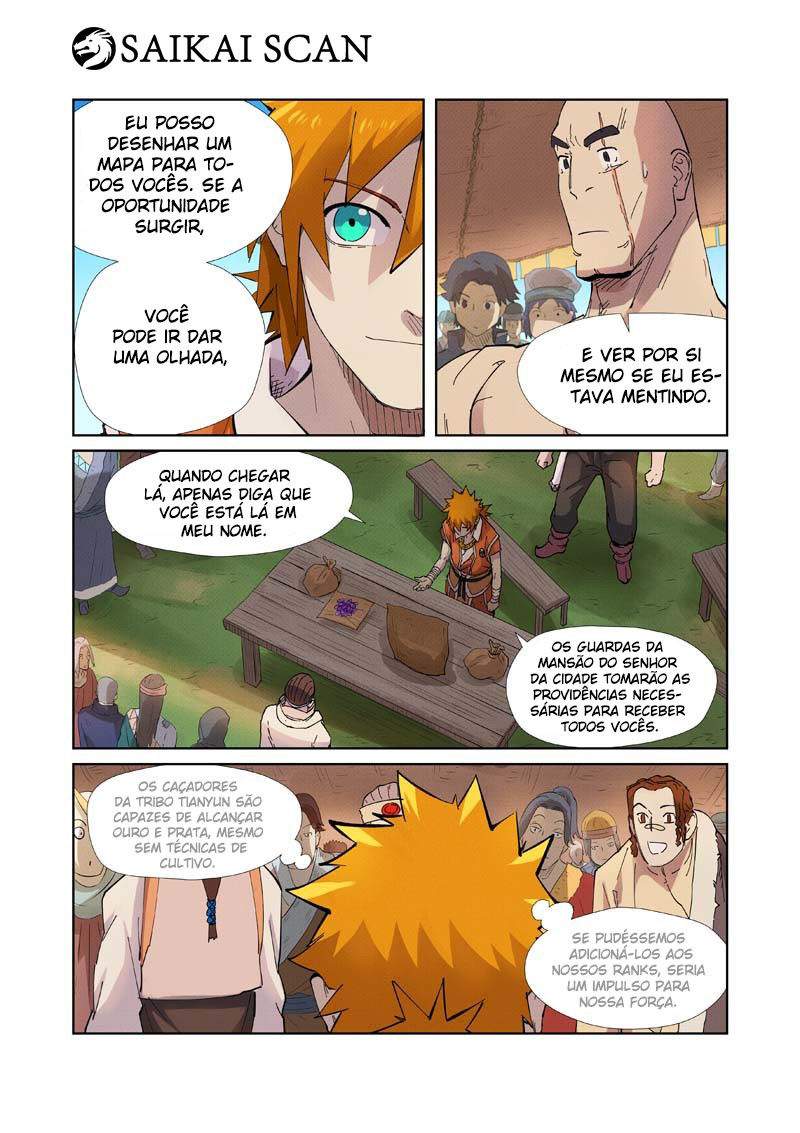 SAIKAI SCAN
EU POSSO
DESENHAR UM
MAPA PARA TO-
DOS VOCÊS. SE A
OPORTUNIDADE
SURGIR,
VOCÊ
PODE IR DAR
UMA OLHADA,
E VER POR SI
MESMO SE EU ES-
TAVA MENTINDO.
QUANDO CHEGAR
LÁ, APENAS DIGA QUE
VOCÊ ESTÁ LÁ EM
MEU NOME.
OS GUARDAS DA
MANSÃO DO SENHOR
DA CIDADE TOMARÃO AS
PROVIDÊNCIAS NECES-
SÁRIAS PARA RECEBER
TODOS VOCÊS.
OS CAÇADORES
DA TRIBO TIANYUN SÃO
CAPAZES DE ALCANÇAR
OURO E PRATA, MESMO
SEM TÉCNICAS DE
CULTIVO.
SE PUDÉSSEMOS
ADICIONÁ-LOS AOS
NOSSOS RANKS, SERIA
UM IMPULSO PARA
NOSSA FORÇA.